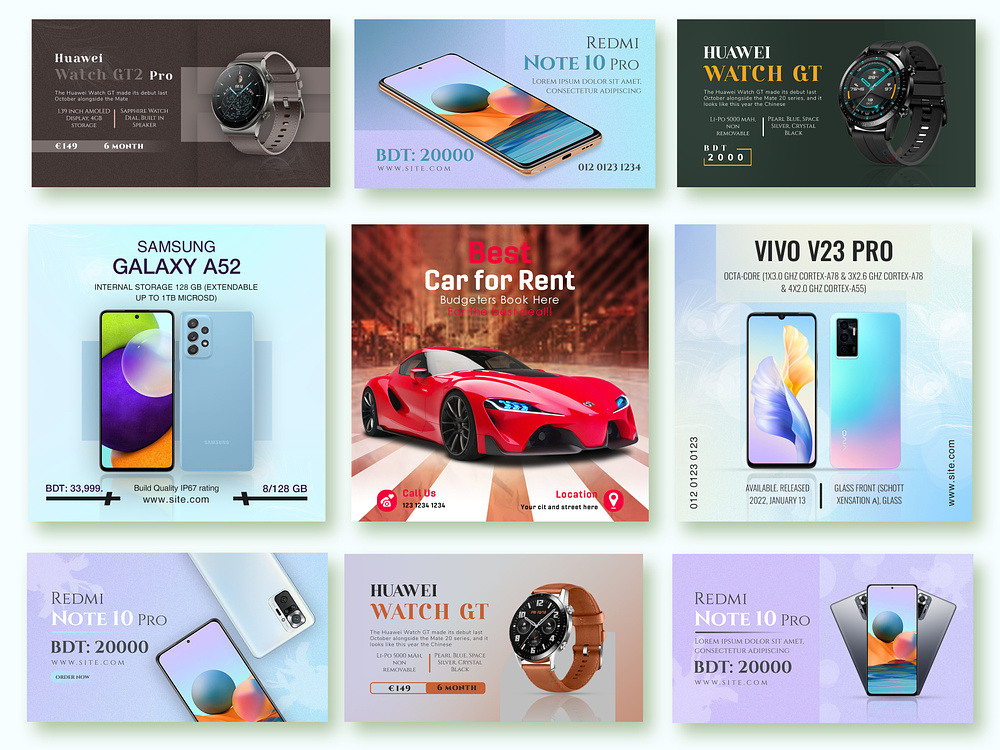 Huawei
Watch GT2 Pro
The Huawei Watch GT made its debut last
October alongside the Mate
1.39 inch AMOLED
Display, 4GB
storage
Sapphire Watch
Dial, Built in
Speaker
€149
6 MONTH
Redmi
Note 10 Pro
Lorem ipsum dolor sit amet,
consectetur adipiscing
BDT: 20000
WWW.SITE.COM
012 0123 1234
HUAWEI
WATCH GT
The Huawei Watch GT made its debut last
October alongside the Mate 20 series, and it
looks like this year the Chinese
Li-Po 5000 mAh,
non
removable
Pearl Blue, Space
Silver, Crystal
Black
BDT
2000
SAMSUNG
GALAXY A52
INTERNAL STORAGE 128 GB (EXTENDABLE
UP TO 1TB MICROSD)
SAMSUNG
BDT: 33,999.
Build Quality IP67 rating
8/128 GB
www.site.com
Best
Car for Rent
Budgeters Book Here
For The Best Deal!!
Call Us
123 1234 1234
Location
Your cit and street here
VIVO V23 PRO
OCTA-CORE (1X3.0 GHZ CORTEX-A78 & 3X2.6 GHZ CORTEX-A78
& 4X2.0 GHZ CORTEX-A55)
vivo
012 0123 0123
www.site.com
AVAILABLE. RELEASED
2022, JANUARY 13
GLASS FRONT (SCHOTT
XENSATION A), GLASS
Redmi
Note 10 Pro
BDT: 20000
WWW.SITE.COM
ORDER NOW
HUAWEI
WATCH GT
The Huawei Watch GT made its debut last
October alongside the Mate 20 series, and it
looks like this year the Chinese
Li-Po 5000 mAh,
non
removable
Pearl Blue, Space
Silver, Crystal
Black
€149
6 MONTH
Redmi
Note 10 Pro
Lorem ipsum dolor sit amet,
consectetur adipiscing
BDT: 20000
WWW.SITE.COM